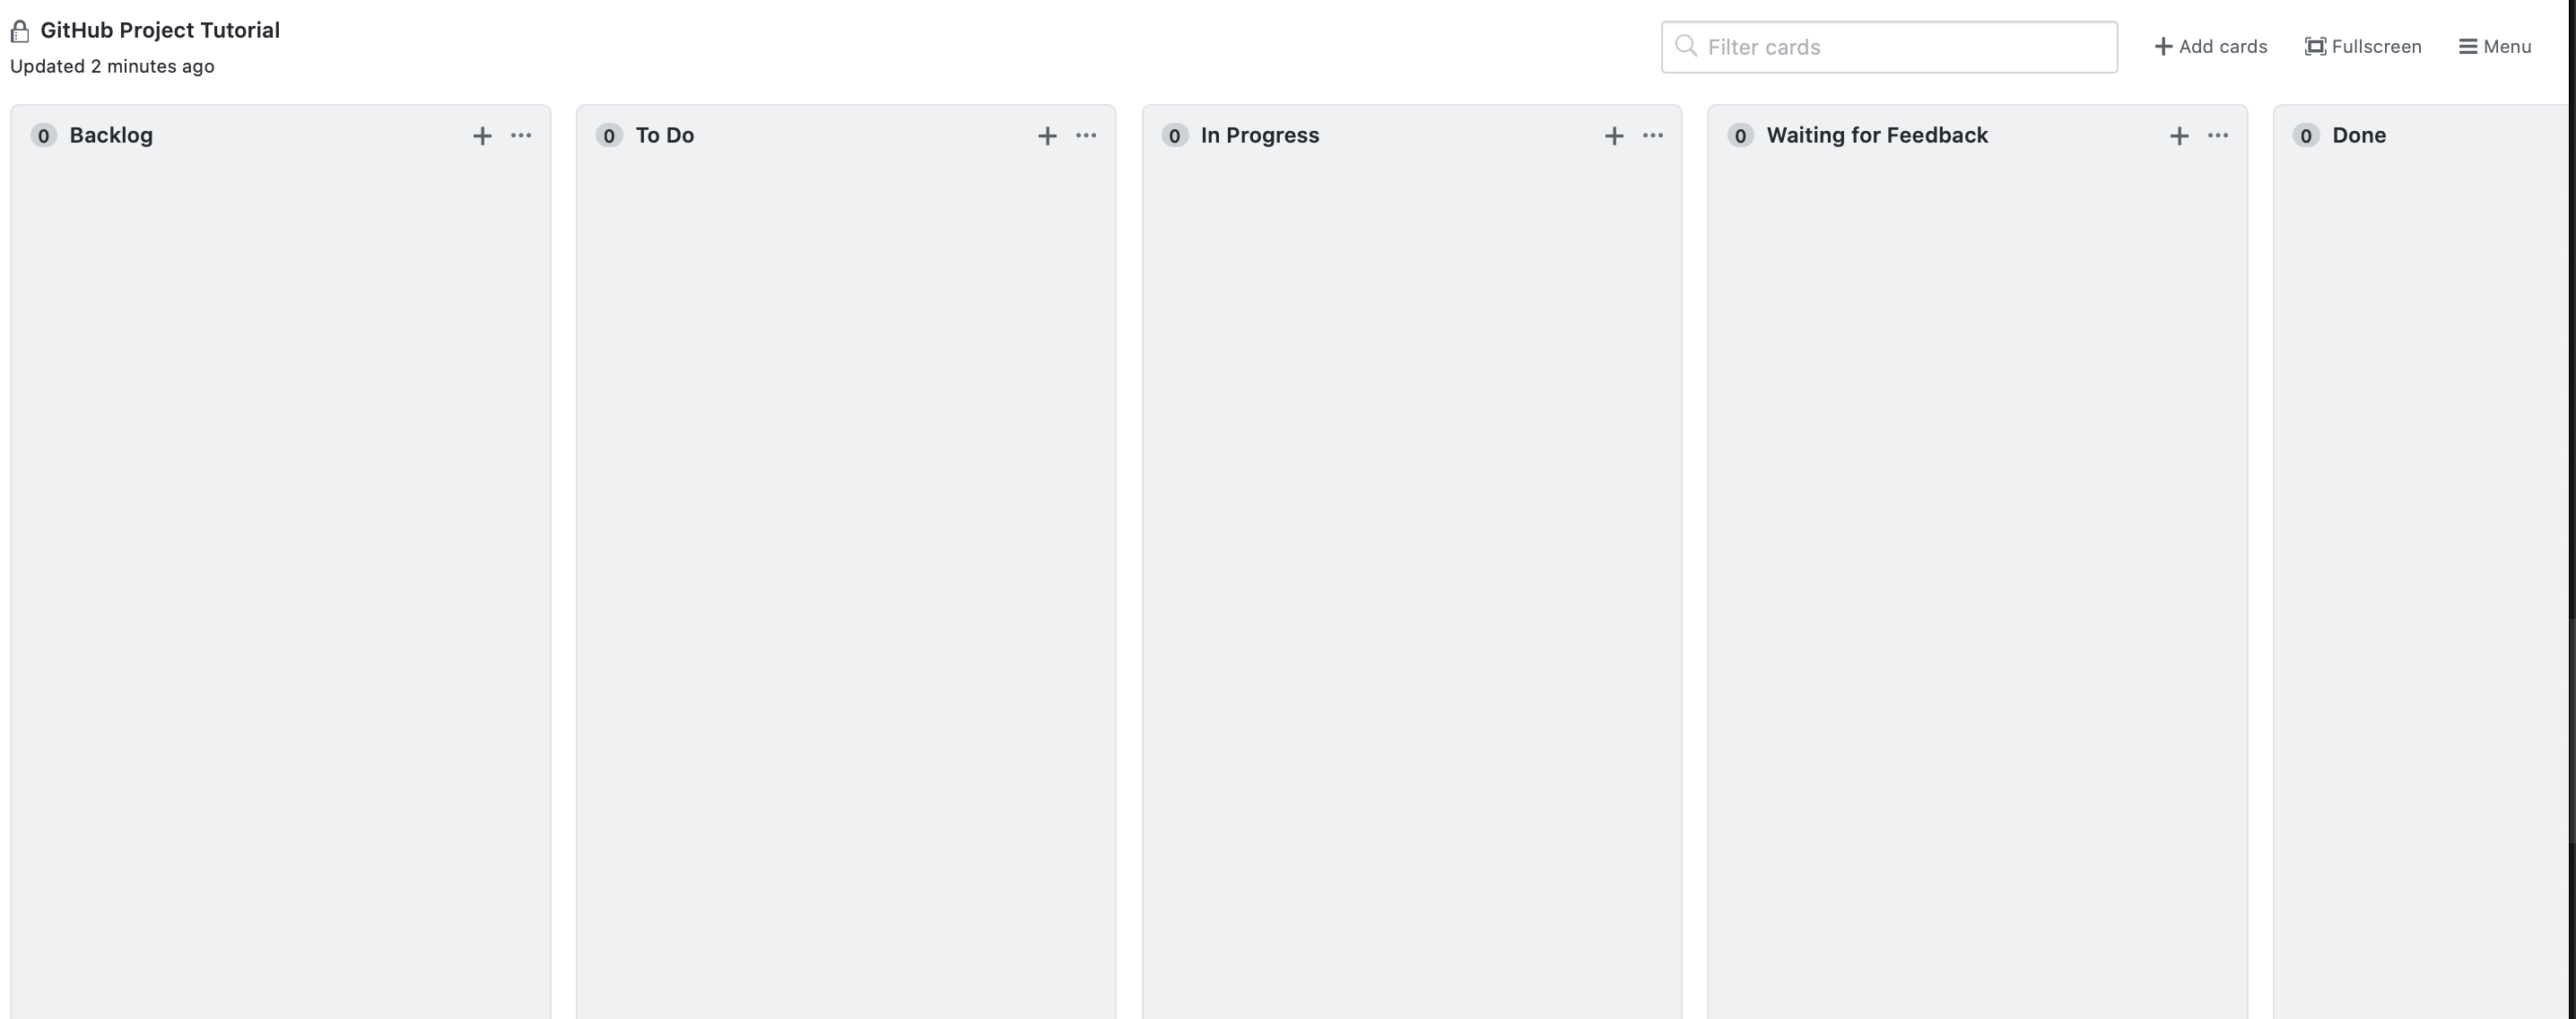 GitHub Project Tutorial
Updated 2 minutes ago
Filter cards
Add cards
Fullscreen
Menu
0 Backlog
0 To Do
0 In Progress
0 Waiting for Feedback
0 Done